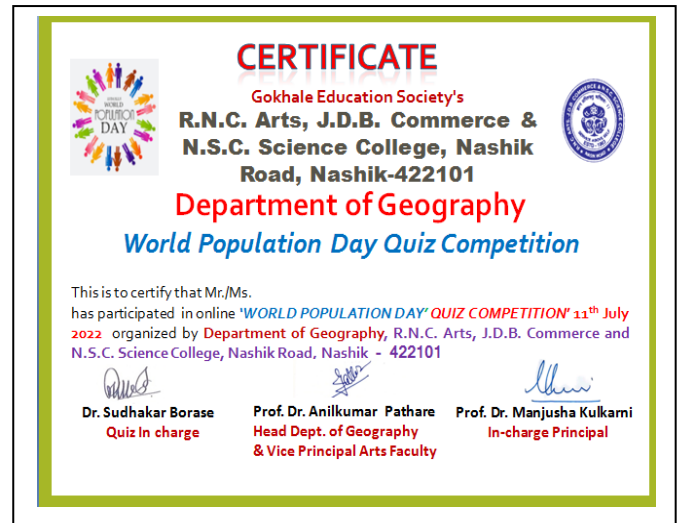 CERTIFICATE
Gokhale Education Society's
R.N.C. Arts, J.D.B. Commerce &
N.S.C. Science College, Nashik
Road, Nashik-422101
WORLD
POPULATION
DAY
Department of Geography
World Population Day Quiz Competition
This is to certify that Mr./Ms.
has participated in online 'WORLD POPULATION DAY' QUIZ COMPETITION' 11th July
2022 organized by Department of Geography, R.N.C. Arts, J.D.B. Commerce and
N.S.C. Science College, Nashik Road, Nashik - 422101
Dr. Sudhakar Borase
Quiz In charge
Prof. Dr. Anilkumar Pathare
Head Dept. of Geography
& Vice Principal Arts Faculty
Prof. Dr. Manjusha Kulkarni
In-charge Principal